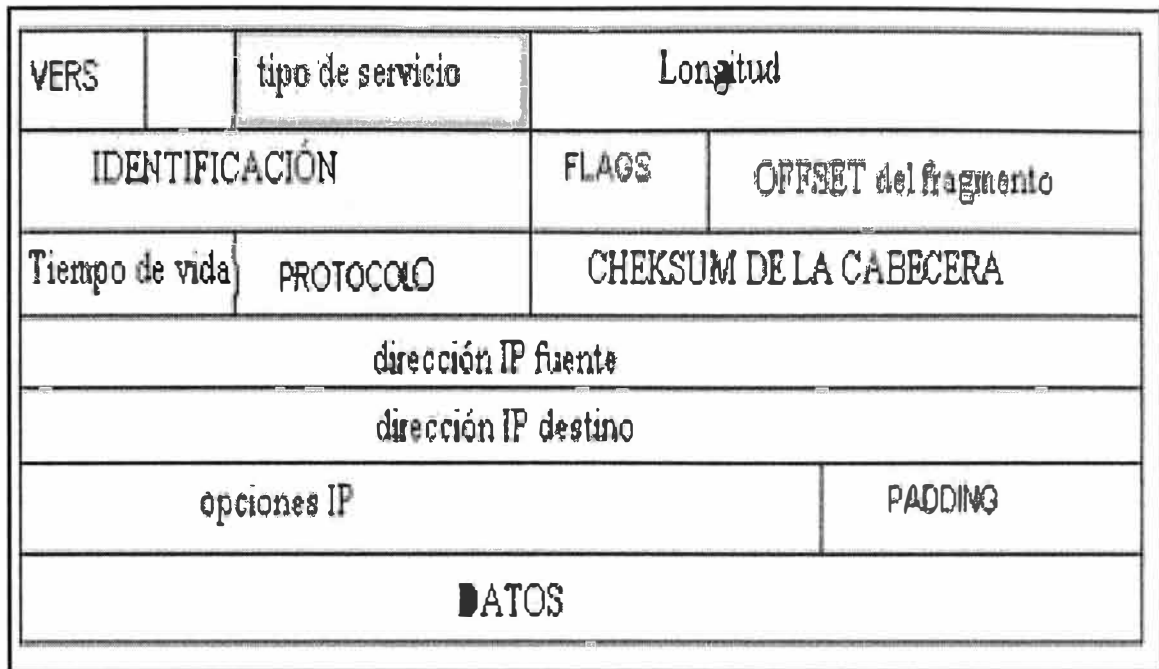 VERS tipo de servicio Longitud
IDENTIFICACIÓN FLAGS OFFSET del fragmento
Tiempo de vida PROTOCOLO CHEKSUM DE LA CABECERA
dirección IP fuente
dirección IP destino
opciones IP PADDING
DATOS